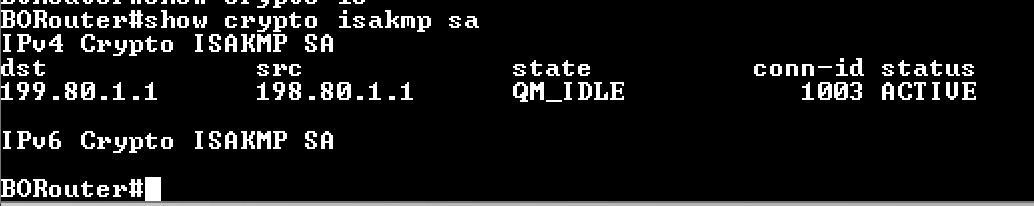 BORouter#show crypto isakmp sa
IPv4 Crypto ISAKMP SA
dst src state conn-id status
199.80.1.1 198.80.1.1 QM_IDLE 1003 ACTIVE
IPv6 Crypto ISAKMP SA
BORouter#